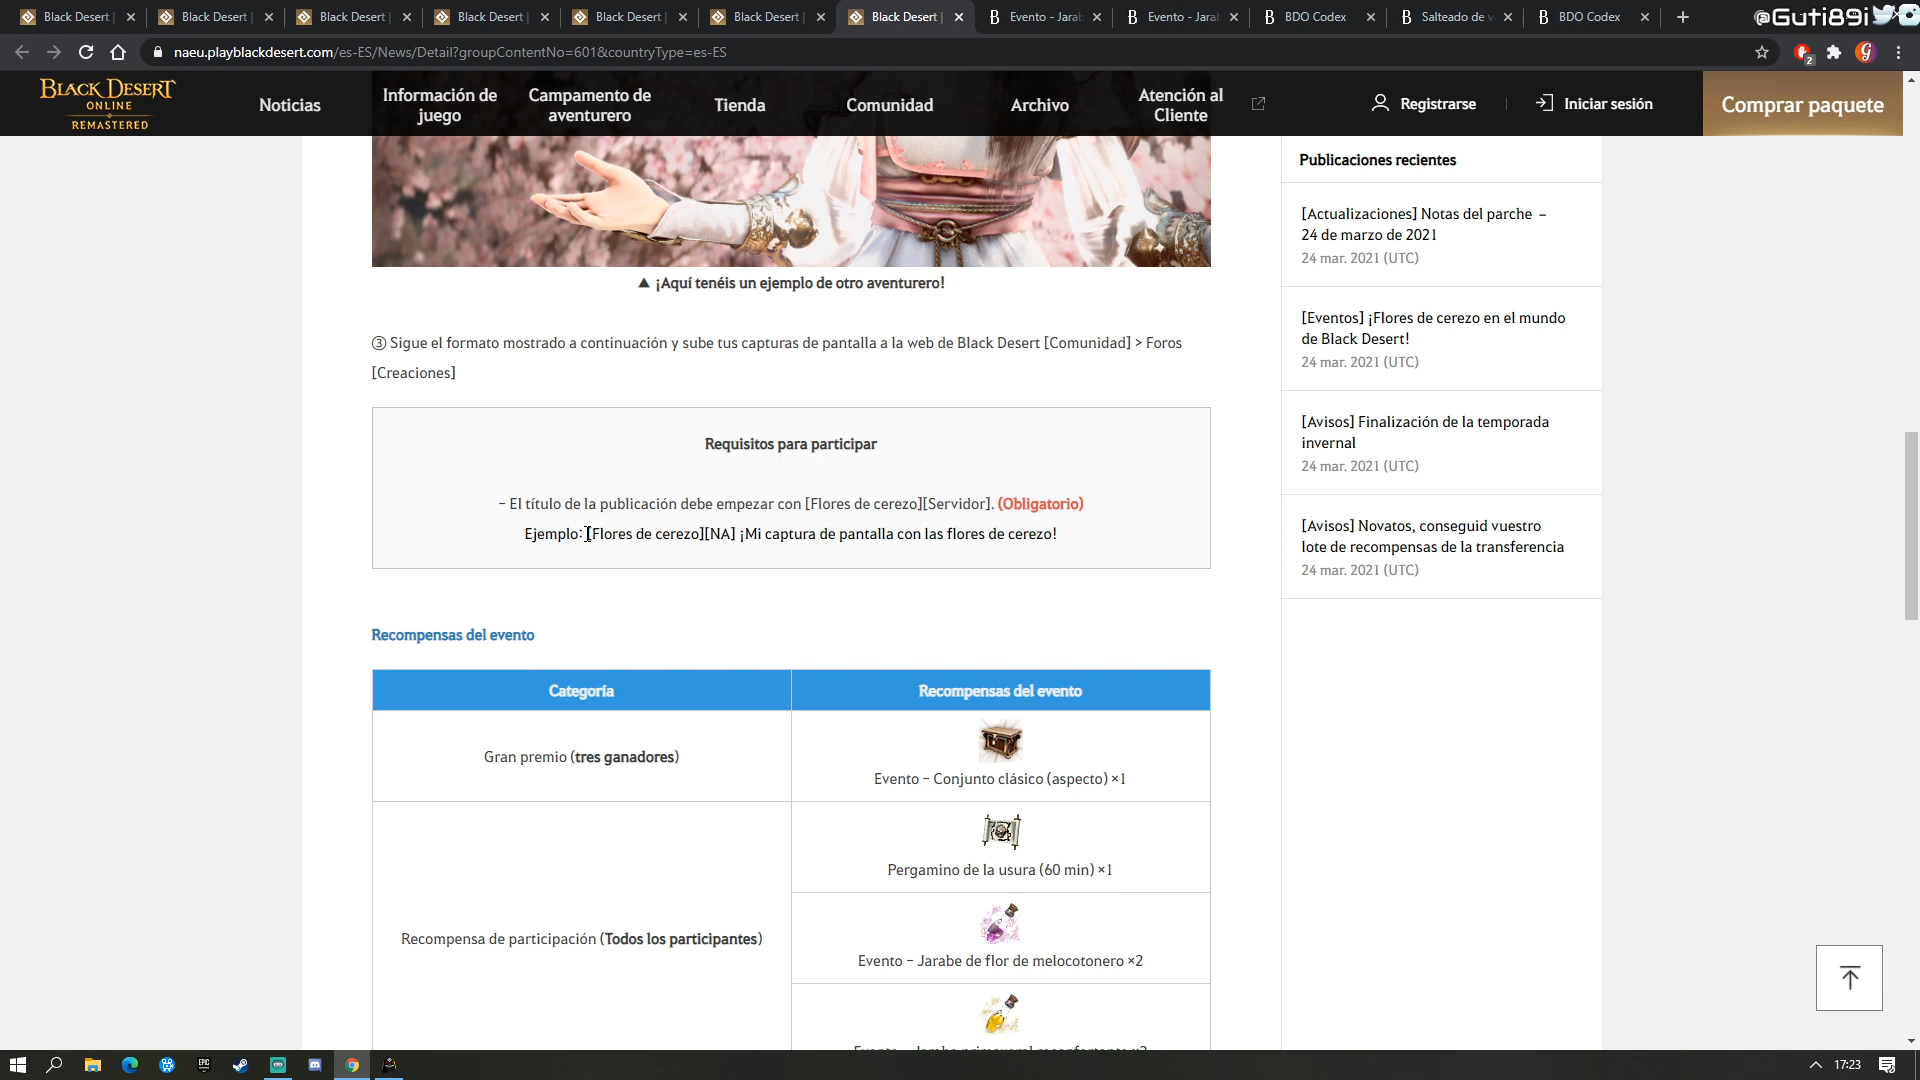 Black Desert | Black Desert | Black Desert | Black Desert | Black Desert | Black Desert | Black Desert | Evento - Jarab Evento - Jarab BDO Codex Salteado de v BDO Codex @Guti89i
naeu.playblackdesert.com/es-ES/News/Detail?groupContentNo=601&countryType=es-ES
2
BLACK DESERT
ONLINE
REMASTERED
Noticias
Información de
juego
Campamento de
aventurero
Tienda
Comunidad
Archivo
Atención al
Cliente
Registrarse
Iniciar sesión
Comprar paquete
▲ ¡Aquí tenéis un ejemplo de otro aventurero!
③ Sigue el formato mostrado a continuación y sube tus capturas de pantalla a la web de Black Desert [Comunidad] > Foros
[Creaciones]
Requisitos para participar
- El título de la publicación debe empezar con [Flores de cerezo][Servidor]. (Obligatorio)
Ejemplo: [Flores de cerezo][NA] ¡Mi captura de pantalla con las flores de cerezo!
Recompensas del evento
Categoría Recompensas del evento
Gran premio (tres ganadores)
Evento - Conjunto clásico (aspecto) ×1
Pergamino de la usura (60 min) ×1
Recompensa de participación (Todos los participantes)
Evento - Jarabe de flor de melocotonero ×2
Publicaciones recientes
[Actualizaciones] Notas del parche -
24 de marzo de 2021
24 mar. 2021 (UTC)
[Eventos] ¡Flores de cerezo en el mundo
de Black Desert!
24 mar. 2021 (UTC)
[Avisos] Finalización de la temporada
invernal
24 mar. 2021 (UTC)
[Avisos] Novatos, conseguid vuestro
lote de recompensas de la transferencia
24 mar. 2021 (UTC)
17:23